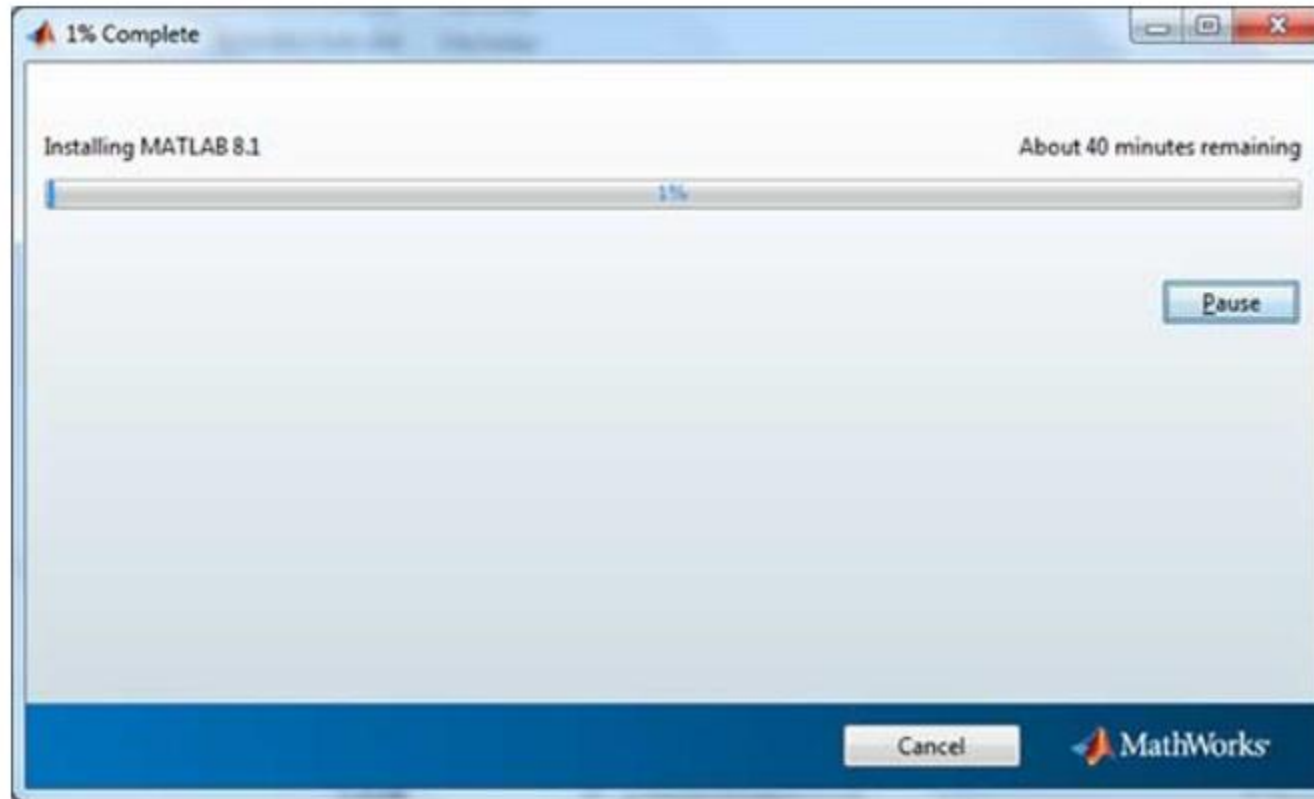 1% Complete
Installing MATLAB 8.1
About 40 minutes remaining
1%
Pause
Cancel
MathWorks